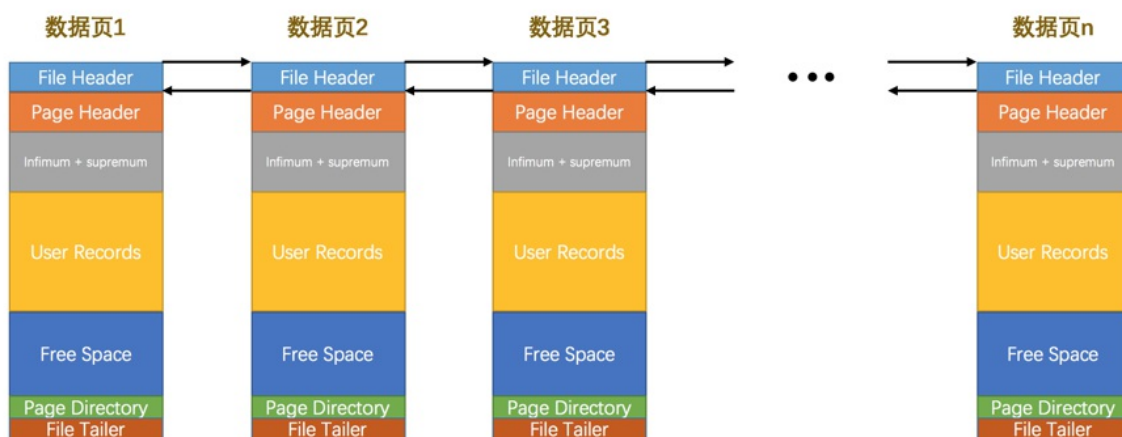 数据页1 数据页2 数据页3 数据页n
File Header File Header File Header File Header
Page Header Page Header Page Header Page Header
Infimum + supremum Infimum + supremum Infimum + supremum Infimum + supremum
User Records User Records User Records User Records
Free Space Free Space Free Space Free Space
Page Directory Page Directory Page Directory Page Directory
File Tailer File Tailer File Tailer File Tailer